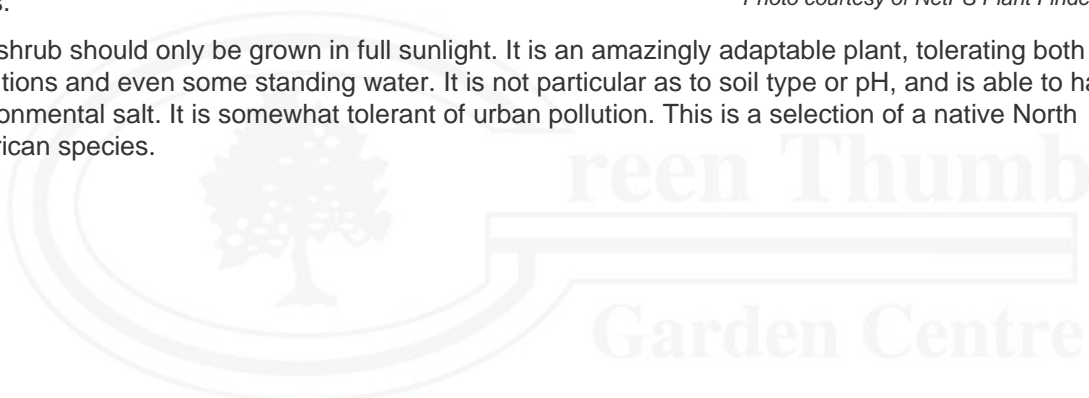 s.
Photo courtesy of NetPS Plant Finde
shrub should only be grown in full sunlight. It is an amazingly adaptable plant, tolerating both
tions and even some standing water. It is not particular as to soil type or pH, and is able to ha
onmental salt. It is somewhat tolerant of urban pollution. This is a selection of a native North
rican species.
reen Thumb
Garden Centre